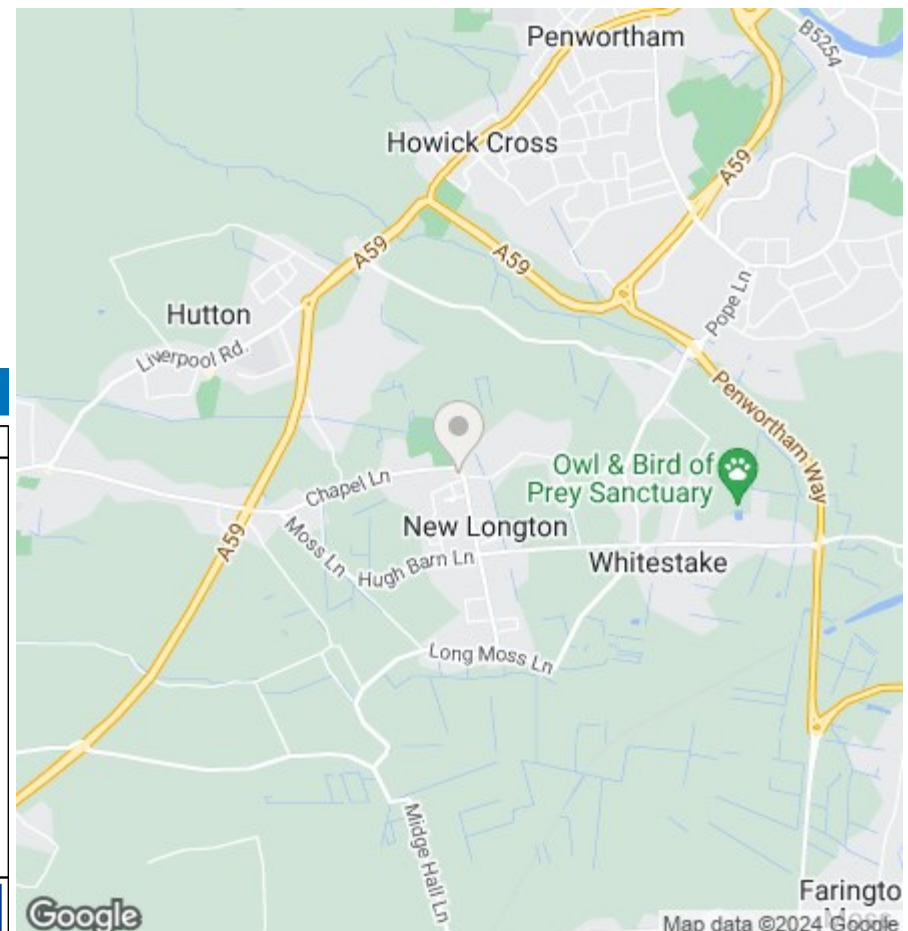 Penwortham
B5254
Howick Cross
A59
A59
A59
Hutton
Liverpool Rd.
Pope Ln
Penwortham Way
Owl & Bird of
Prey Sanctuary
Chapel Ln
New Longton
A59
Moss Ln
Hugh Barn Ln
Whitestake
Long Moss Ln
Midge Hall Ln
Faringto
Moss
Google
Map data ©2024 Google